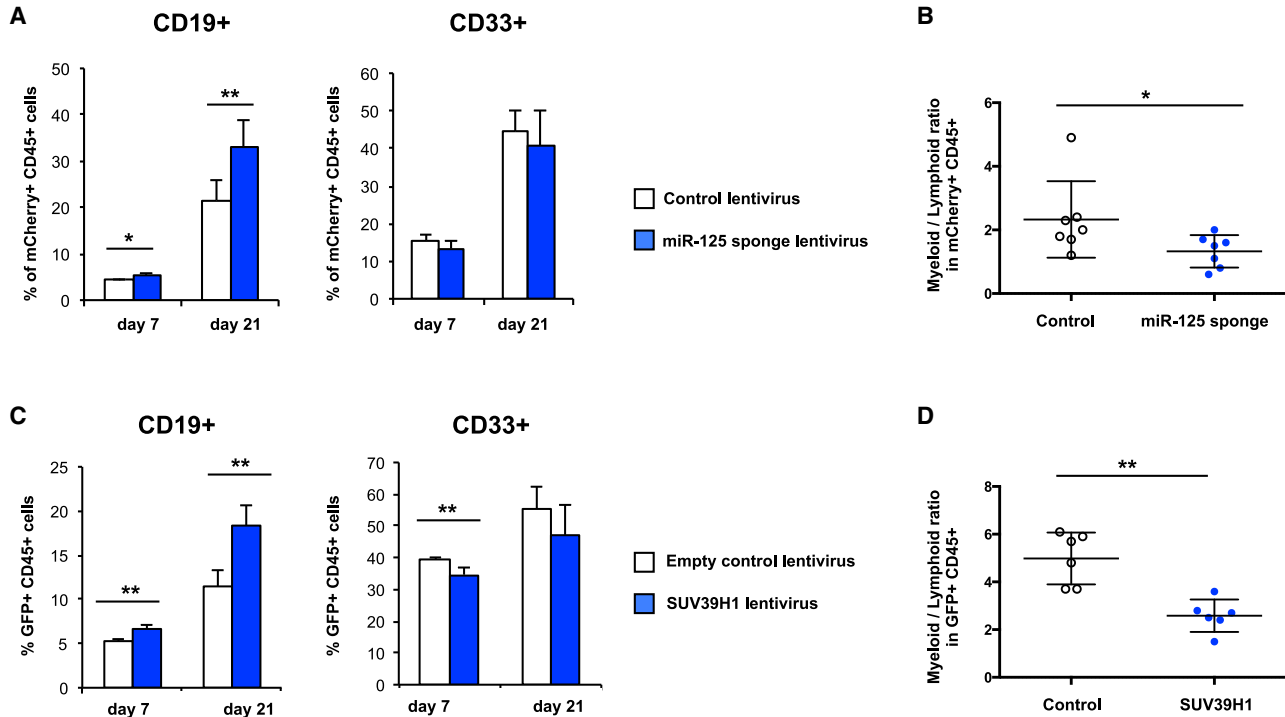 A
CD19+
CD33+
% of mCherry+ CD45+ cells
50
40
30
20
10
0
*
**
day 7
day 21
% of mCherry+ CD45+ cells
60
50
40
30
20
10
0
day 7
day 21
Control lentivirus
miR-125 sponge lentivirus
B
Myeloid / Lymphoid ratio
in mCherry+ CD45+
6
4
2
0
*
Control
miR-125 sponge
C
CD19+
CD33+
% GFP+ CD45+ cells
25
20
15
10
5
0
**
**
day 7
day 21
% GFP+ CD45+ cells
70
60
50
40
30
20
10
0
**
day 7
day 21
Empty control lentivirus
SUV39H1 lentivirus
D
Myeloid / Lymphoid ratio
in GFP+ CD45+
8
6
4
2
0
**
Control
SUV39H1